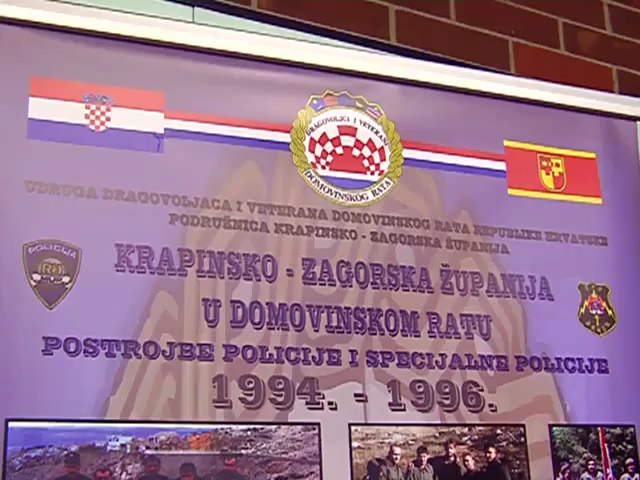 DRAGOVOLJCI I VETERANI
DOMOVINSKOG RATA
UDRUGA DRAGOVOLJACA I VETERANA DOMOVINSKOG RATA REPUBLIKE HRVATSKE
PODRUŽNICA KRAPINSKO - ZAGORSKA ŽUPANIJA
POLICIJA
RH
KRAPINSKO - ZAGORSKA ŽUPANIJA
U DOMOVINSKOM RATU
POSTROJBE POLICIJE I SPECIJALNE POLICIJE
1994. - 1996.